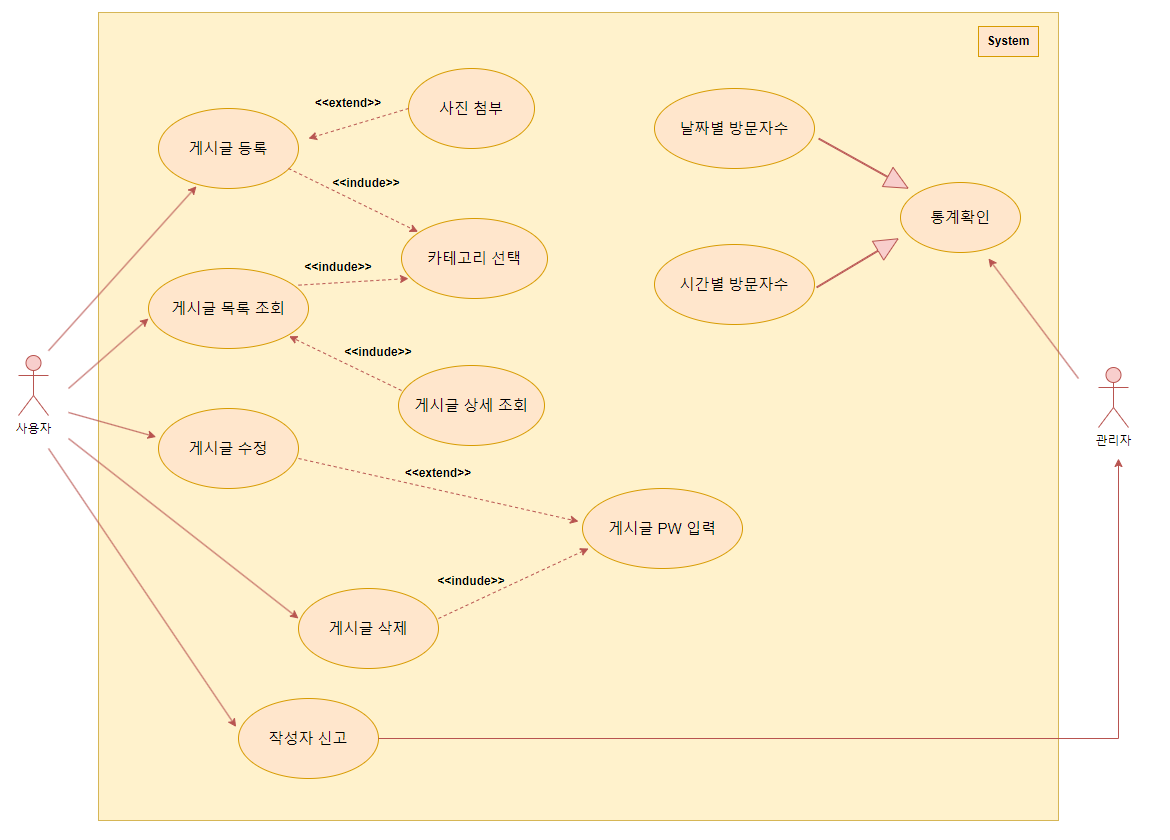 System
<<extend>>
사진 첨부
날짜별 방문자수
게시글 등록
<<indude>>
통계확인
카테고리 선택
<<indude>>
시간별 방문자수
게시글 목록 조회
<<indude>>
게시글 상세 조회
사용자
관리자
게시글 수정
<<extend>>
게시글 PW 입력
<<indude>>
게시글 삭제
작성자 신고